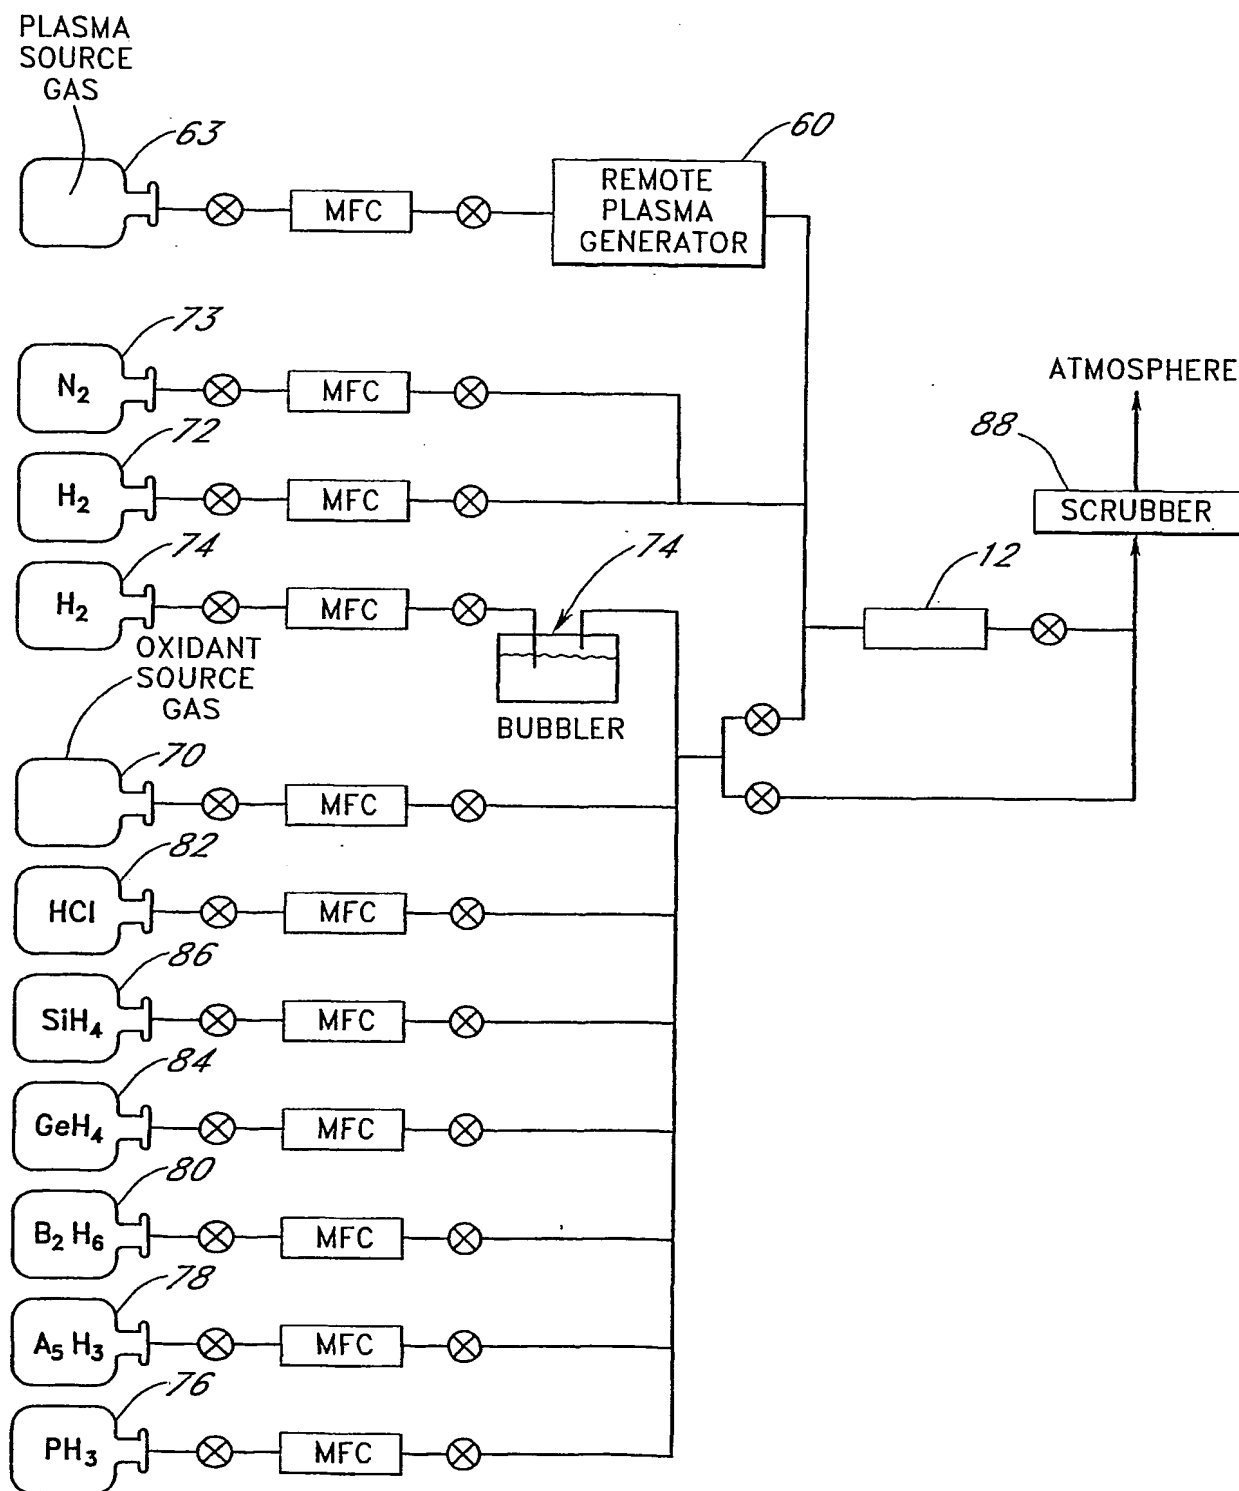 PLASMA
SOURCE
GAS
63
MFC
60
REMOTE
PLASMA
GENERATOR
73
N2
MFC
72
H2
MFC
74
H2
MFC
74
BUBBLER
OXIDANT
SOURCE
GAS
70
MFC
82
HCl
MFC
86
SiH4
MFC
84
GeH4
MFC
80
B2 H6
MFC
78
A5 H3
MFC
76
PH3
MFC
12
ATMOSPHERE
88
SCRUBBER